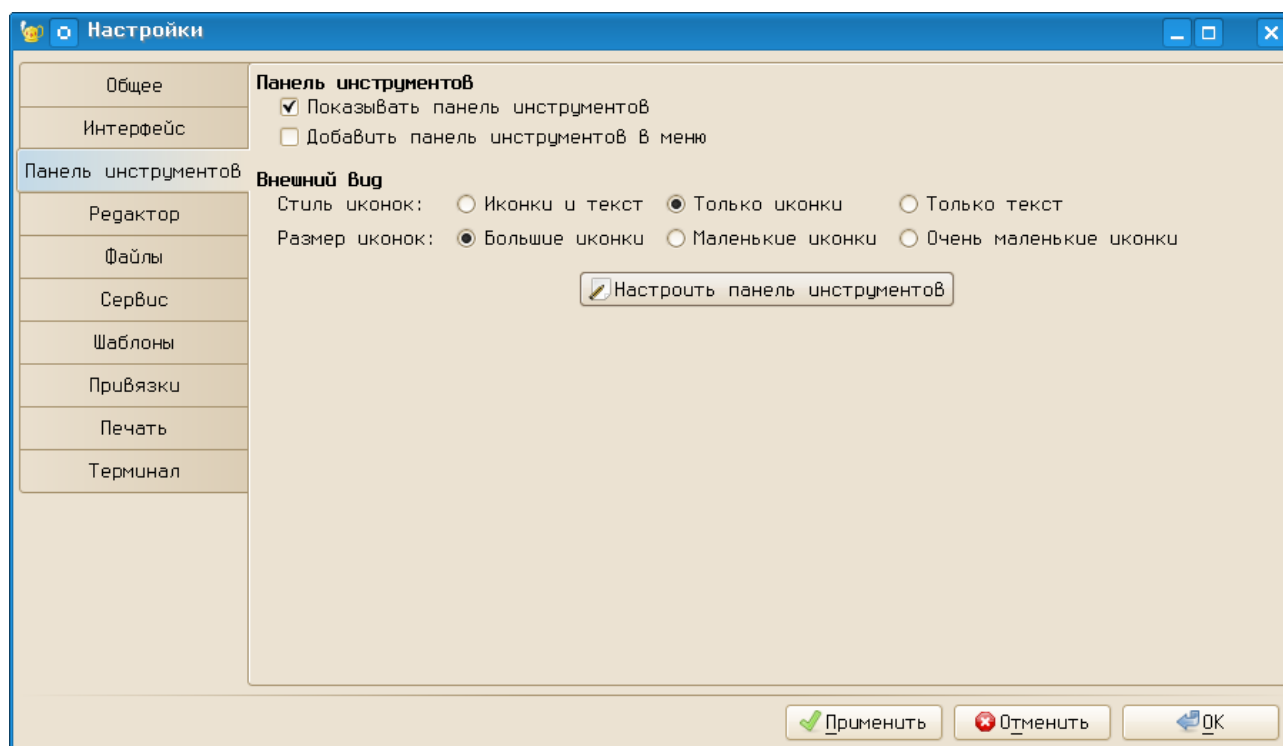 Настройки
Общее
Интерфейс
Панель инструментов
Редактор
Файлы
Сервис
Шаблоны
Привязки
Печать
Терминал
Панель инструментов
Показывать панель инструментов
Добавить панель инструментов в меню
Внешний вид
Стиль иконок: Иконки и текст Только иконки Только текст
Размер иконок: Большие иконки Маленькие иконки Очень маленькие иконки
Настроить панель инструментов
Применить Отменить OK